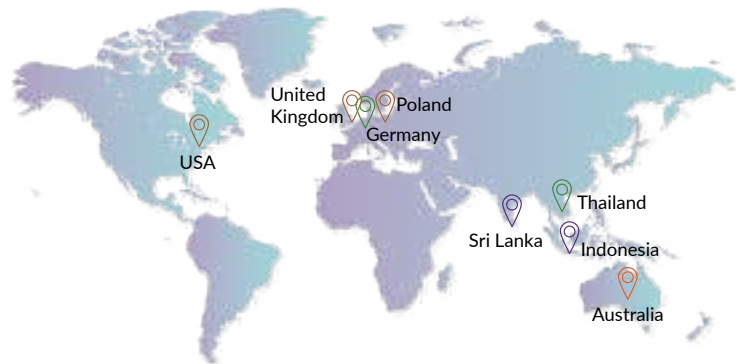 United
Kingdom
Poland
Germany
USA
Thailand
Sri Lanka
Indonesia
Australia